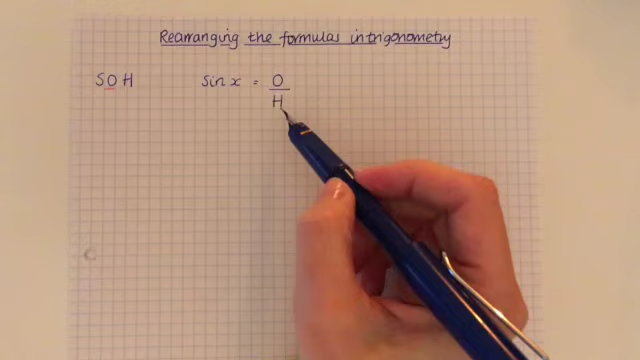 Rearranging the formulas in trigonometry
SOH sin x = O/H